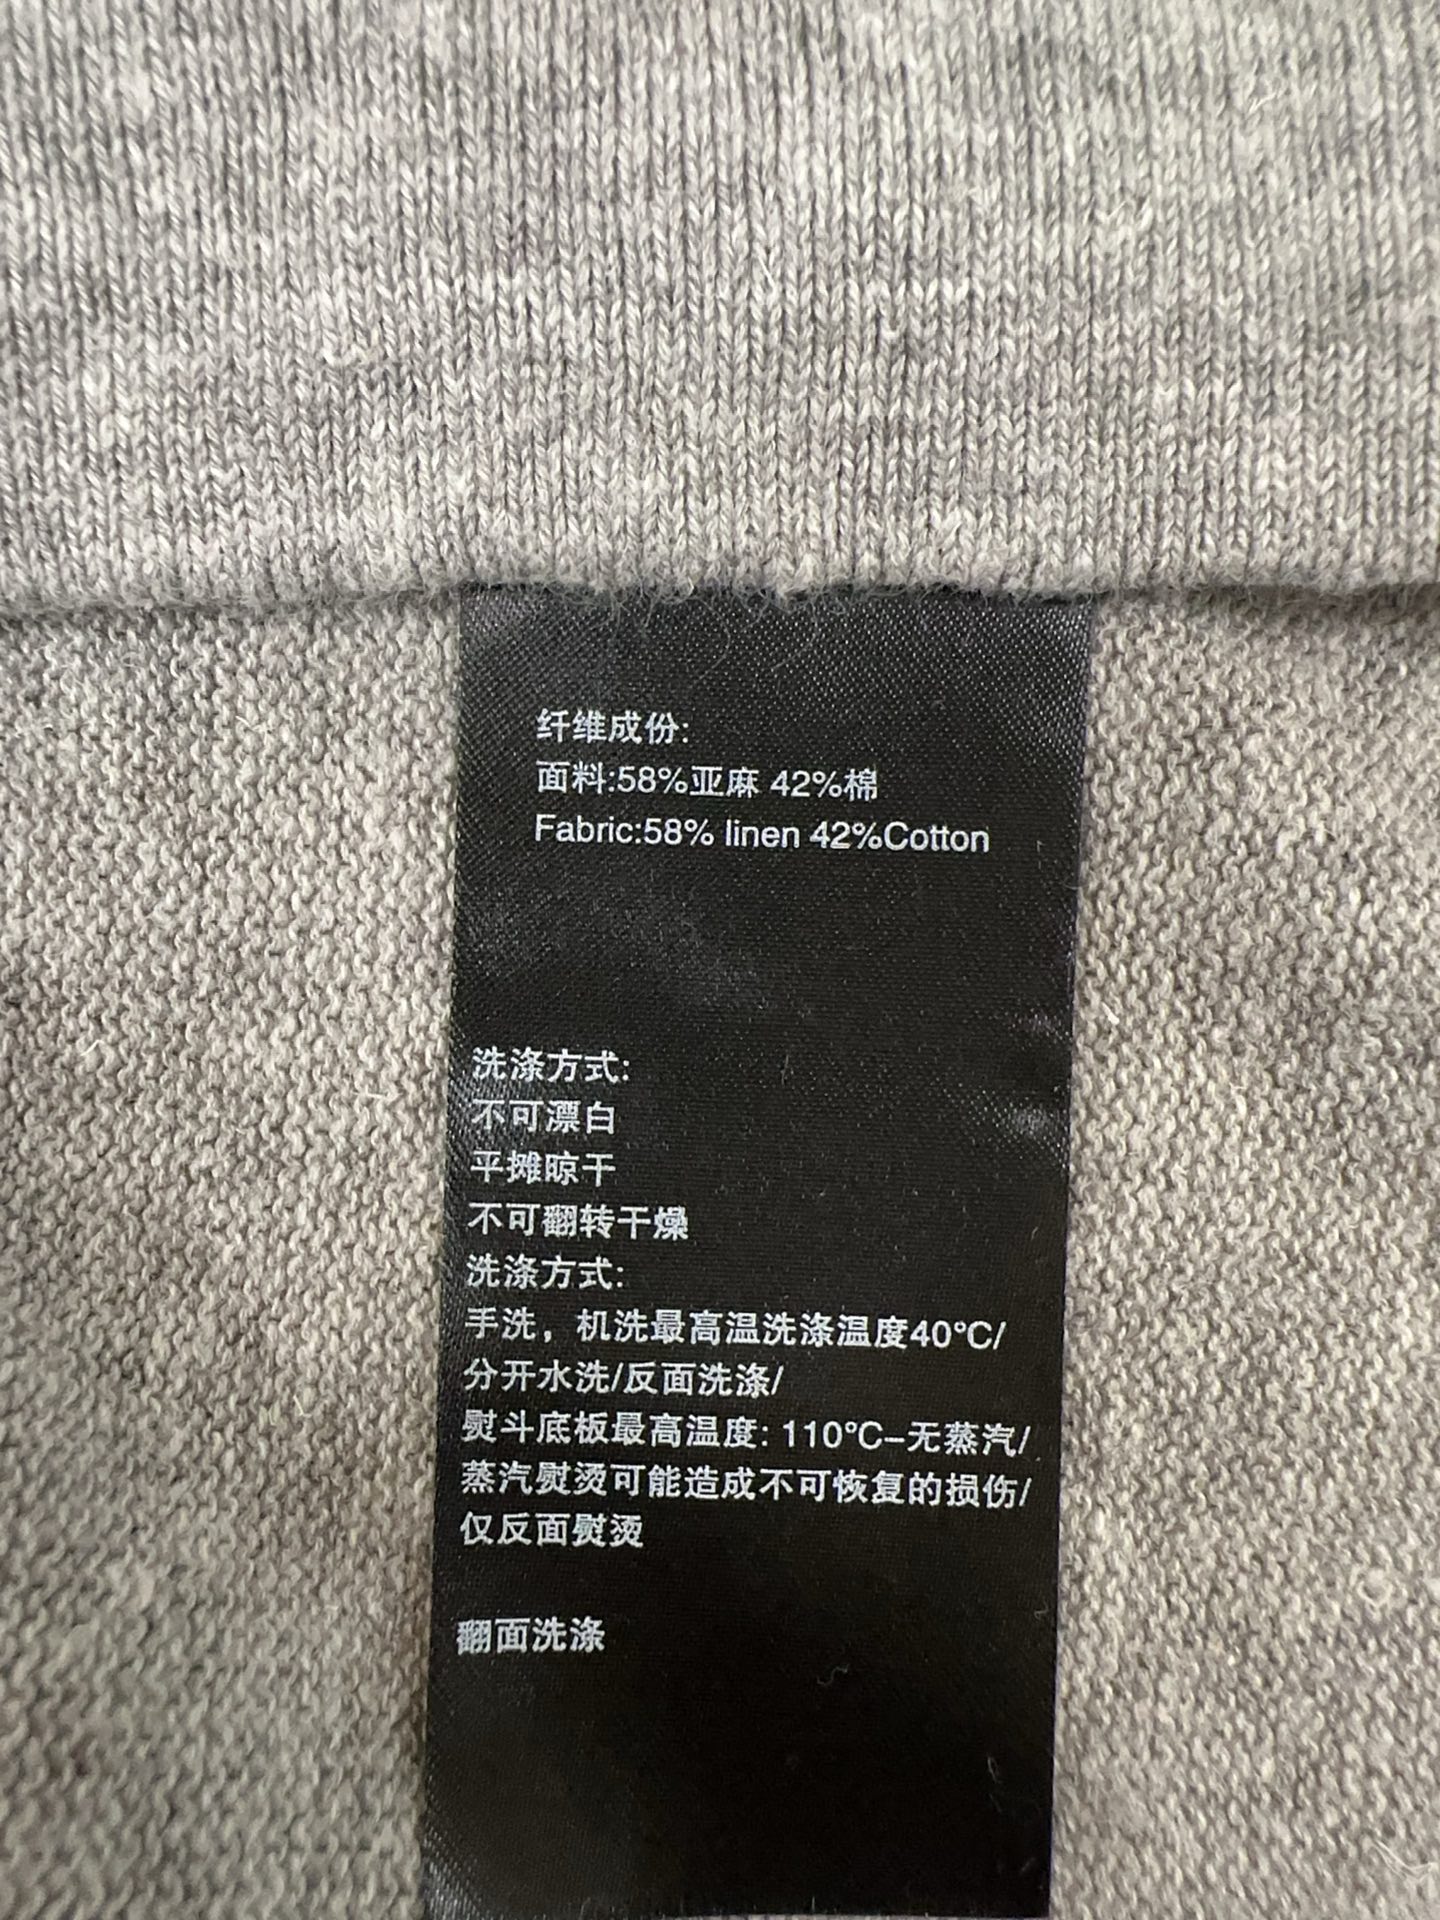 纤维成份:
面料:58%亚麻 42%棉
Fabric:58% linen 42%Cotton
洗涤方式:
不可漂白
平摊晾干
不可翻转干燥
洗涤方式:
手洗，机洗最高温洗涤温度40°C/
分开水洗/反面洗涤/
熨斗底板最高温度: 110°C-无蒸汽/
蒸汽熨烫可能造成不可恢复的损伤/
仅反面熨烫
翻面洗涤